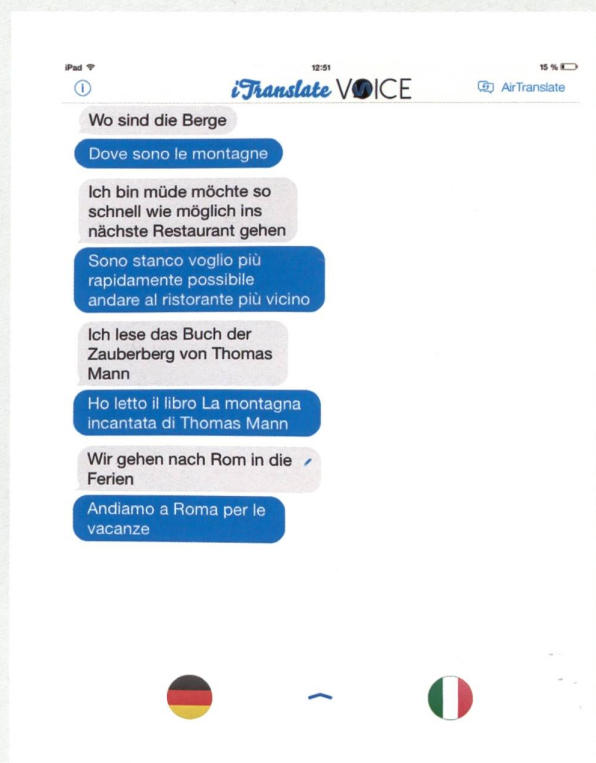 iPad 12:51 15 %
iTranslate VOICE AirTranslate
Wo sind die Berge
Dove sono le montagne
Ich bin müde möchte so
schnell wie möglich ins
nächste Restaurant gehen
Sono stanco voglio più
rapidamente possibile
andare al ristorante più vicino
Ich lese das Buch der
Zauberberg von Thomas
Mann
Ho letto il libro La montagna
incantata di Thomas Mann
Wir gehen nach Rom in die
Ferien
Andiamo a Roma per le
vacanze